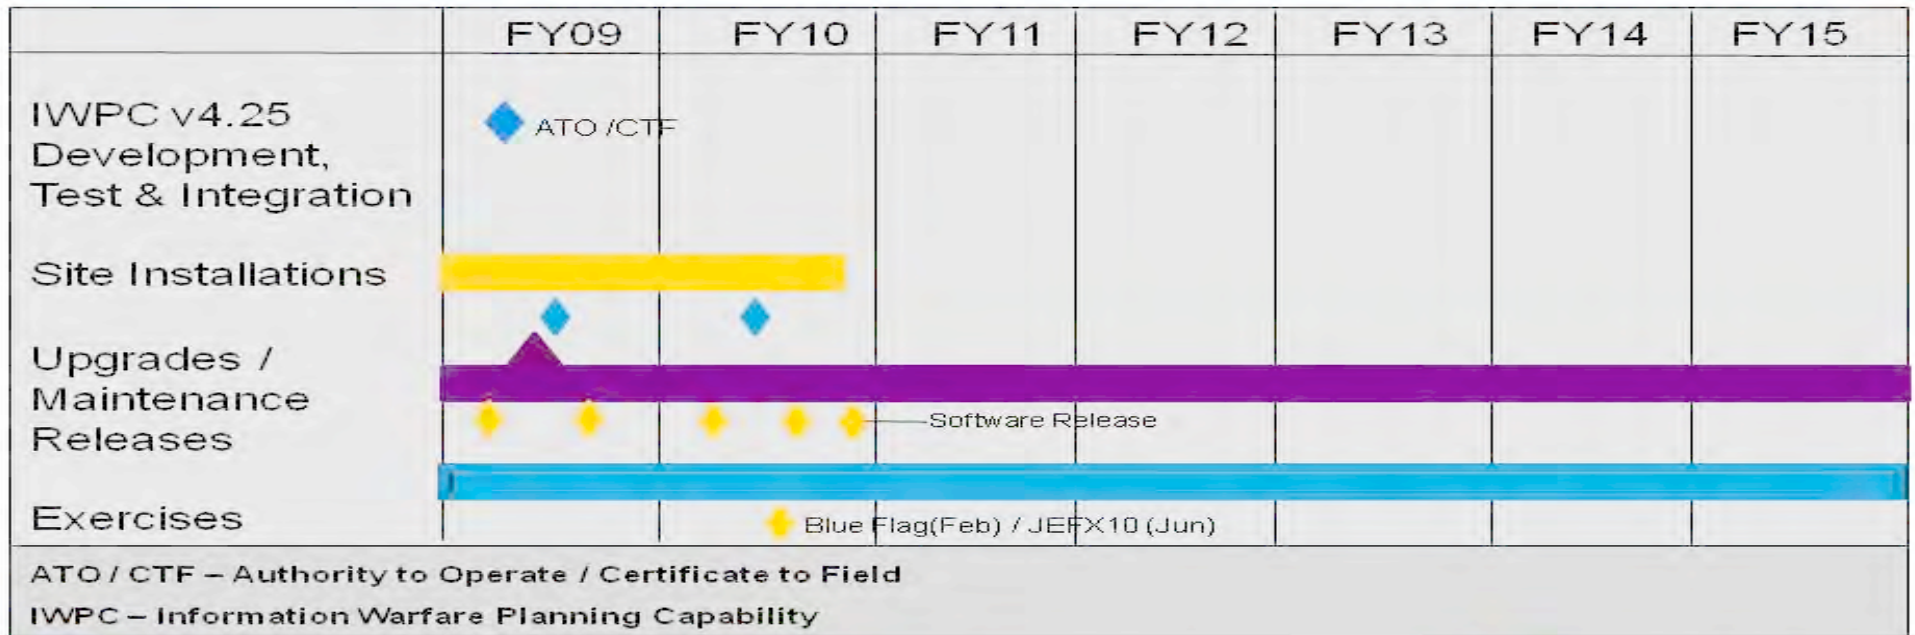 FY09 FY10 FY11 FY12 FY13 FY14 FY15
IWPC v4.25
Development,
Test & Integration
ATO /CTF
Site Installations
Upgrades /
Maintenance
Releases
Software Release
Exercises
Blue Flag(Feb) / JEFX10 (Jun)
ATO / CTF – Authority to Operate / Certificate to Field
IWPC – Information Warfare Planning Capability